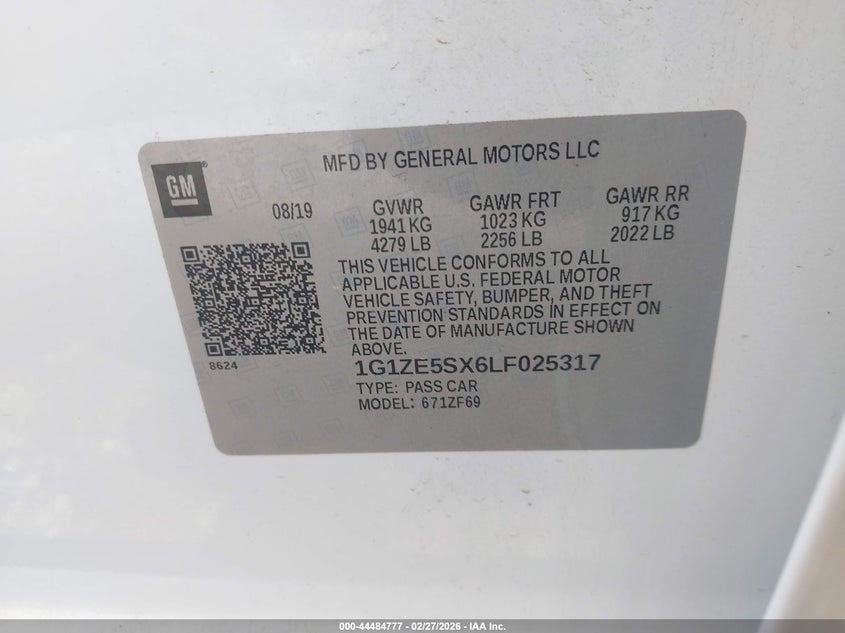 GM
MFD BY GENERAL MOTORS LLC
08/19
GVWR
1941 KG
4279 LB
GAWR FRT
1023 KG
2256 LB
GAWR RR
917 KG
2022 LB
THIS VEHICLE CONFORMS TO ALL
APPLICABLE U.S. FEDERAL MOTOR
VEHICLE SAFETY, BUMPER, AND THEFT
PREVENTION STANDARDS IN EFFECT ON
THE DATE OF MANUFACTURE SHOWN
ABOVE.
8624
1G1ZE5SX6LF025317
TYPE: PASS CAR
MODEL: 671ZF69
000-44484777 - 02/27/2026 - IAA Inc.